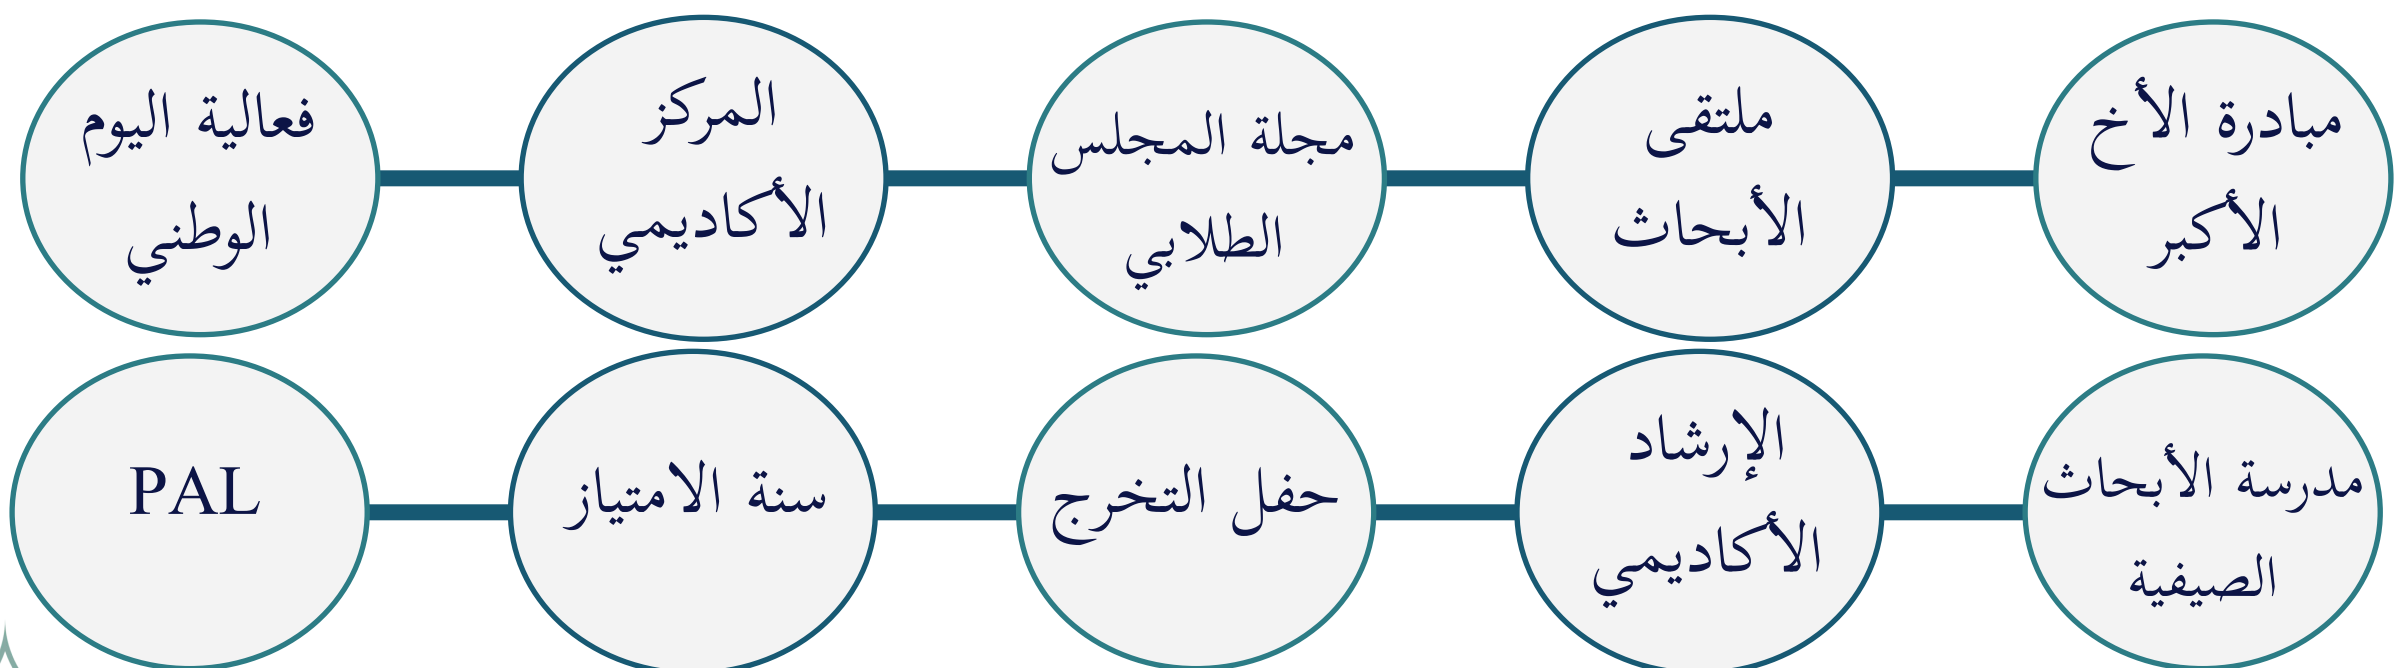 مبادرة الأخ
الأكبر
ملتقى
الأبحاث
مجلة المجلس
الطلابي
المركز
الأكاديمي
فعالية اليوم
الوطني
مدرسة الأبحاث
الصيفية
الإرشاد
الأكاديمي
حفل التخرج
سنة الامتياز
PAL